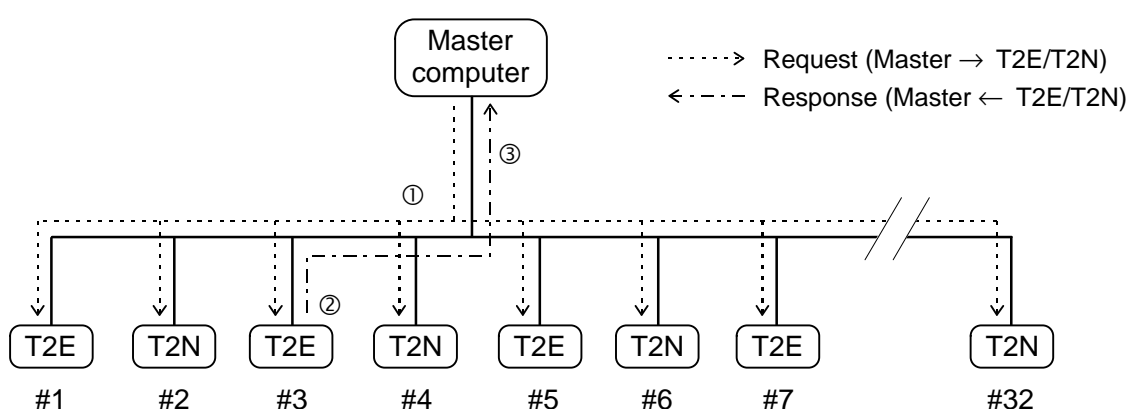 Master
computer
Request (Master → T2E/T2N)
Response (Master ← T2E/T2N)
③
①
②
T2E T2N T2E T2N T2E T2N T2E T2N
#1 #2 #3 #4 #5 #6 #7 #32